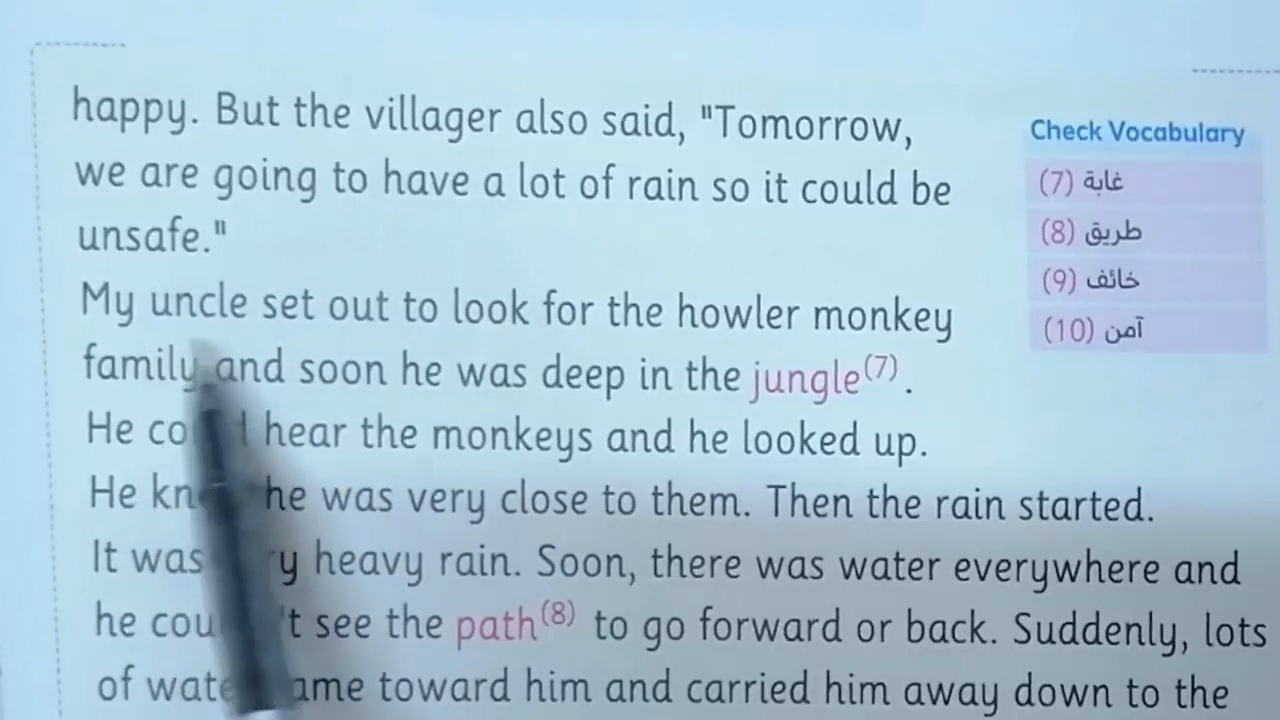 happy. But the villager also said, "Tomorrow,
we are going to have a lot of rain so it could be
unsafe."
My uncle set out to look for the howler monkey
family and soon he was deep in the jungle(7).
He hear the monkeys and he looked up.
He he was very close to them. Then the rain started.
It was heavy rain. Soon, there was water everywhere and
he see the path(8) to go forward or back. Suddenly, lots
of toward him and carried him away down to the
Check Vocabulary
(7) غابة
(8) طريق
(9) خائف
(10) آمن